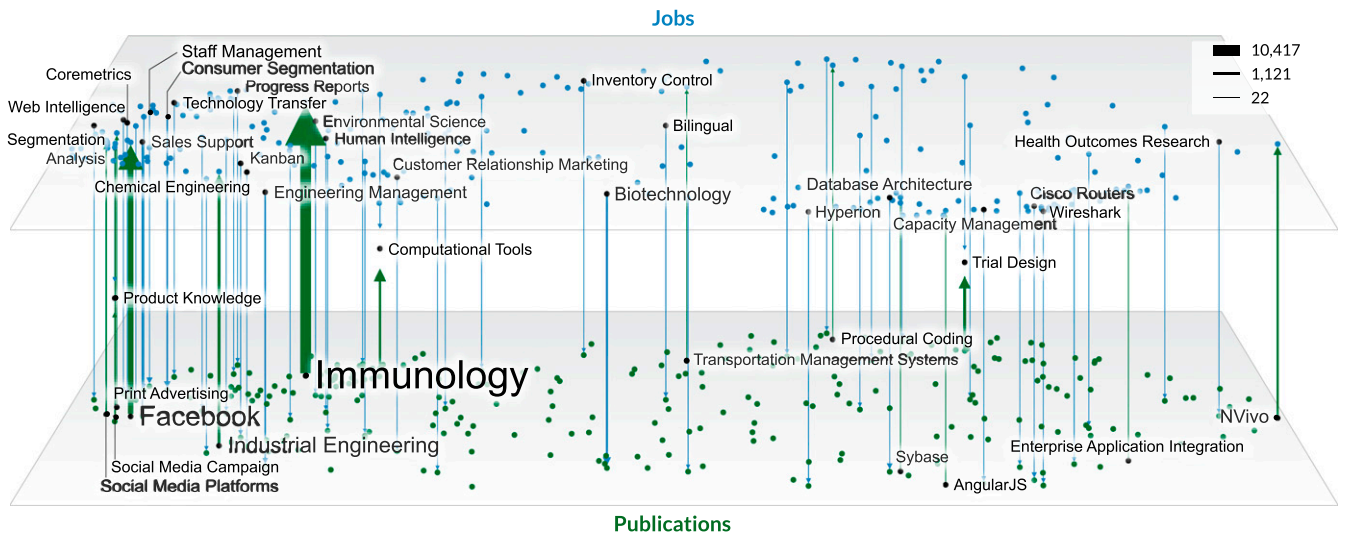 Jobs
10,417
1,121
22
Staff Management
Consumer Segmentation
Coremetrics
Progress Reports
Inventory Control
Web Intelligence
Technology Transfer
Environmental Science
Bilingual
Segmentation
Analysis
Sales Support
Human Intelligence
Health Outcomes Research
Kanban
Customer Relationship Marketing
Chemical Engineering
Engineering Management
Biotechnology
Database Architecture
Cisco Routers
Hyperion
Wireshark
Capacity Management
Computational Tools
Trial Design
Product Knowledge
Procedural Coding
Transportation Management Systems
Immunology
Print Advertising
Facebook
NVivo
Industrial Engineering
Enterprise Application Integration
Sybase
Social Media Campaign
Social Media Platforms
AngularJS
Publications